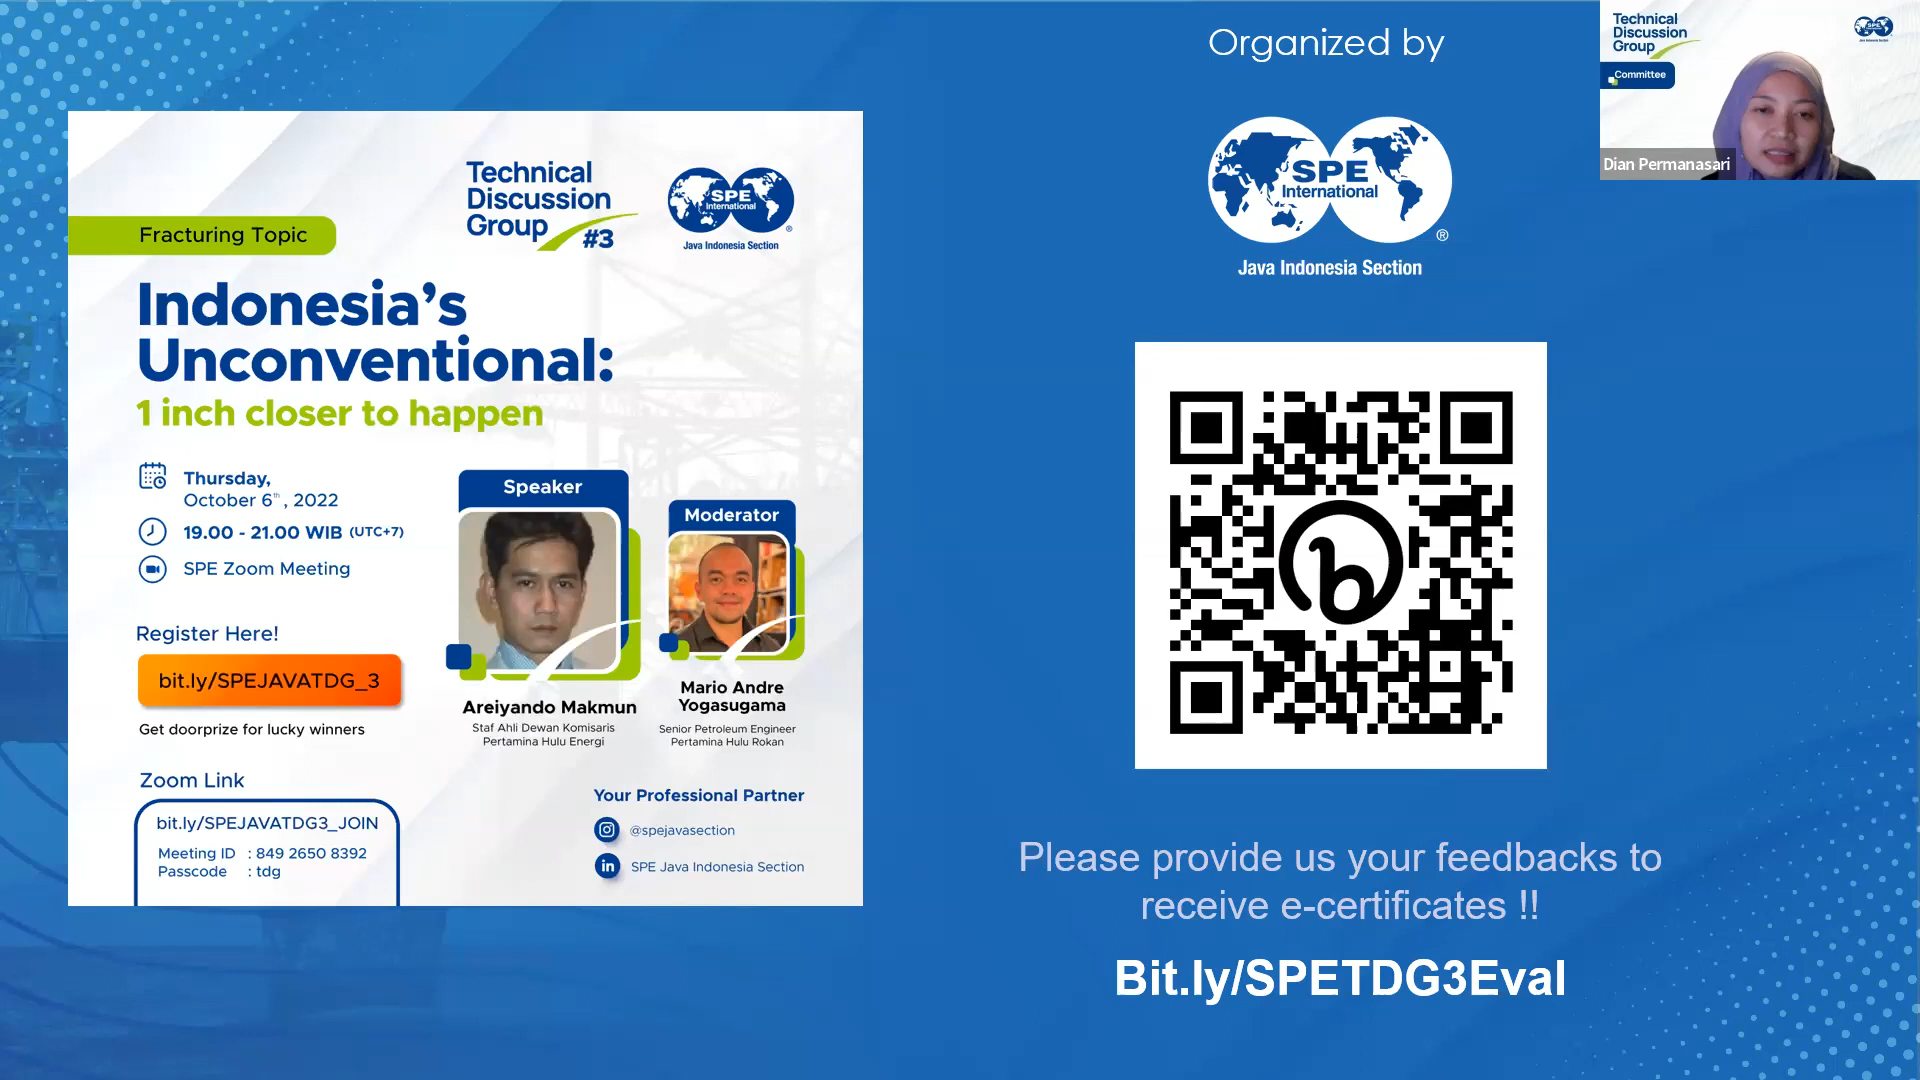 Fracturing Topic
Technical
Discussion
Group
#3
SPE
International
®
Java Indonesia Section
Indonesia’s
Unconventional:
1 inch closer to happen
Thursday,
October 6th, 2022
19.00 - 21.00 WIB (UTC+7)
SPE Zoom Meeting
Register Here!
bit.ly/SPEJAVATDG_3
Get doorprize for lucky winners
Zoom Link
bit.ly/SPEJAVATDG3_JOIN
Meeting ID : 849 2650 8392
Passcode : tdg
Speaker
Areiyando Makmun
Staf Ahli Dewan Komisaris
Pertamina Hulu Energi
Moderator
Mario Andre
Yogasugama
Senior Petroleum Engineer
Pertamina Hulu Rokan
Your Professional Partner
@spejavasection
in SPE Java Indonesia Section
Organized by
SPE
International
®
Java Indonesia Section
b
Please provide us your feedbacks to
receive e-certificates !!
Bit.ly/SPETDG3Eval
Technical
Discussion
Group
Committee
SPE
Java Indonesia Section
Dian Permanasari